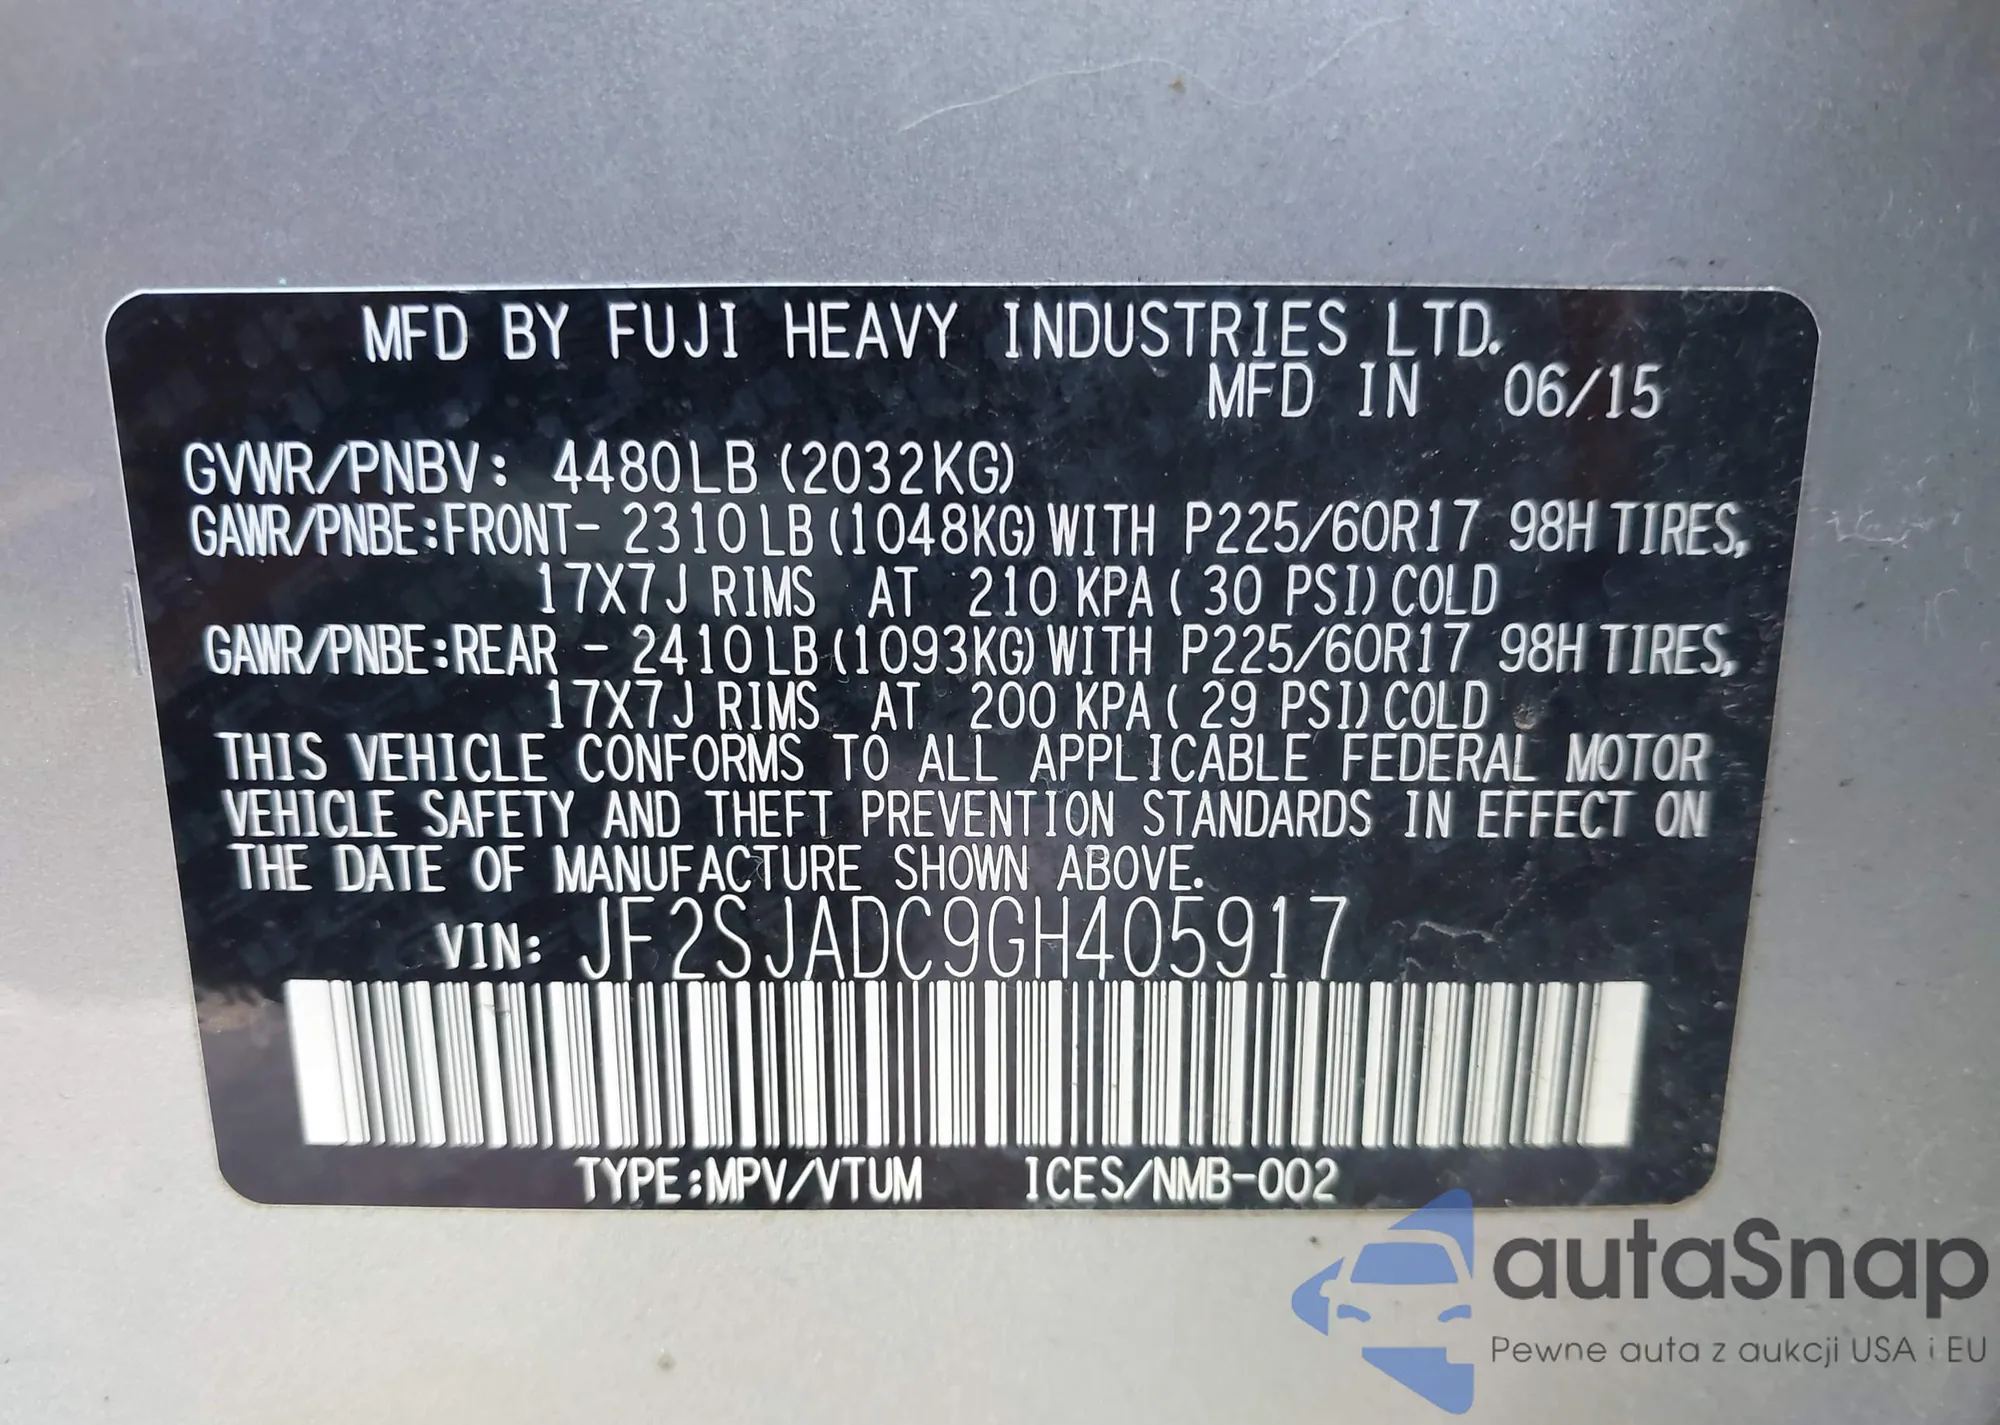 MFD BY FUJI HEAVY INDUSTRIES LTD.
MFD IN 06/15
GVWR/PNBV: 4480LB (2032KG)
GAWR/PNBE:FRONT- 2310LB (1048KG) WITH P225/60R17 98H TIRES,
17X7J RIMS AT 210 KPA ( 30 PSI) COLD
GAWR/PNBE:REAR - 2410LB (1093KG) WITH P225/60R17 98H TIRES,
17X7J RIMS AT 200 KPA ( 29 PSI) COLD
THIS VEHICLE CONFORMS TO ALL APPLICABLE FEDERAL MOTOR
VEHICLE SAFETY AND THEFT PREVENTION STANDARDS IN EFFECT ON
THE DATE OF MANUFACTURE SHOWN ABOVE.
VIN: JF2SJADC9GH405917
TYPE:MPV/VTUM ICES/NMB-002
autaSnap
Pewne auta z aukcji USA i EU